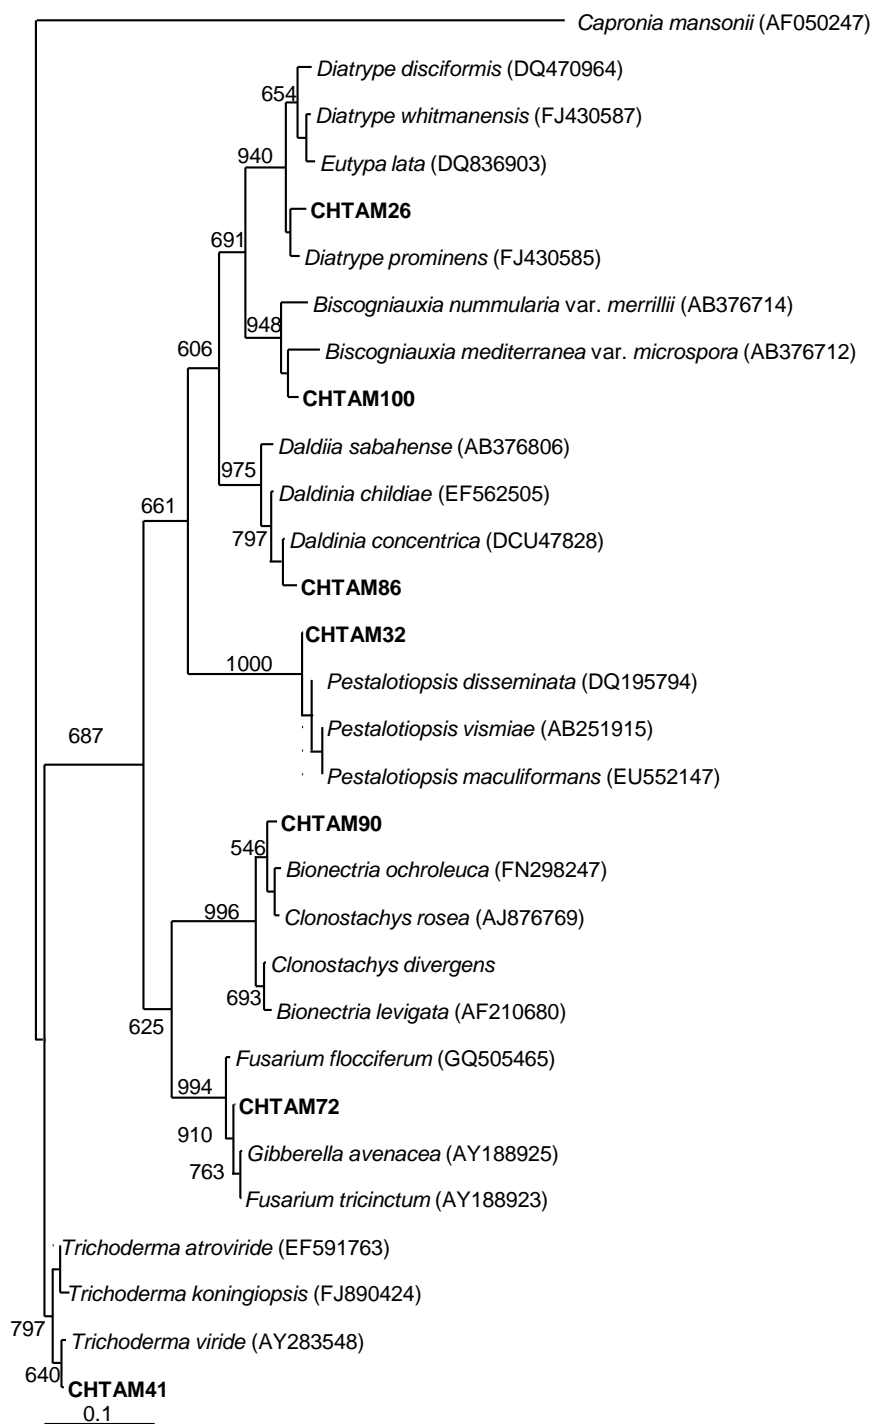 Capronia mansonii (AF050247)
Diatrype disciformis (DQ470964)
654
Diatrype whitmanensis (FJ430587)
940
Eutypa lata (DQ836903)
CHTAM26
691
Diatrype prominens (FJ430585)
Biscogniauxia nummularia var. merrillii (AB376714)
948
606
Biscogniauxia mediterranea var. microspora (AB376712)
CHTAM100
Daldiia sabahense (AB376806)
975
Daldinia childiae (EF562505)
661
797
Daldinia concentrica (DCU47828)
CHTAM86
CHTAM32
1000
Pestalotiopsis disseminata (DQ195794)
Pestalotiopsis vismiae (AB251915)
687
Pestalotiopsis maculiformans (EU552147)
CHTAM90
546
Bionectria ochroleuca (FN298247)
996
Clonostachys rosea (AJ876769)
Clonostachys divergens
693
Bionectria levigata (AF210680)
625
Fusarium flocciferum (GQ505465)
994
CHTAM72
910
Gibberella avenacea (AY188925)
763
Fusarium tricinctum (AY188923)
Trichoderma atroviride (EF591763)
Trichoderma koningiopsis (FJ890424)
797
Trichoderma viride (AY283548)
640
CHTAM41
0.1